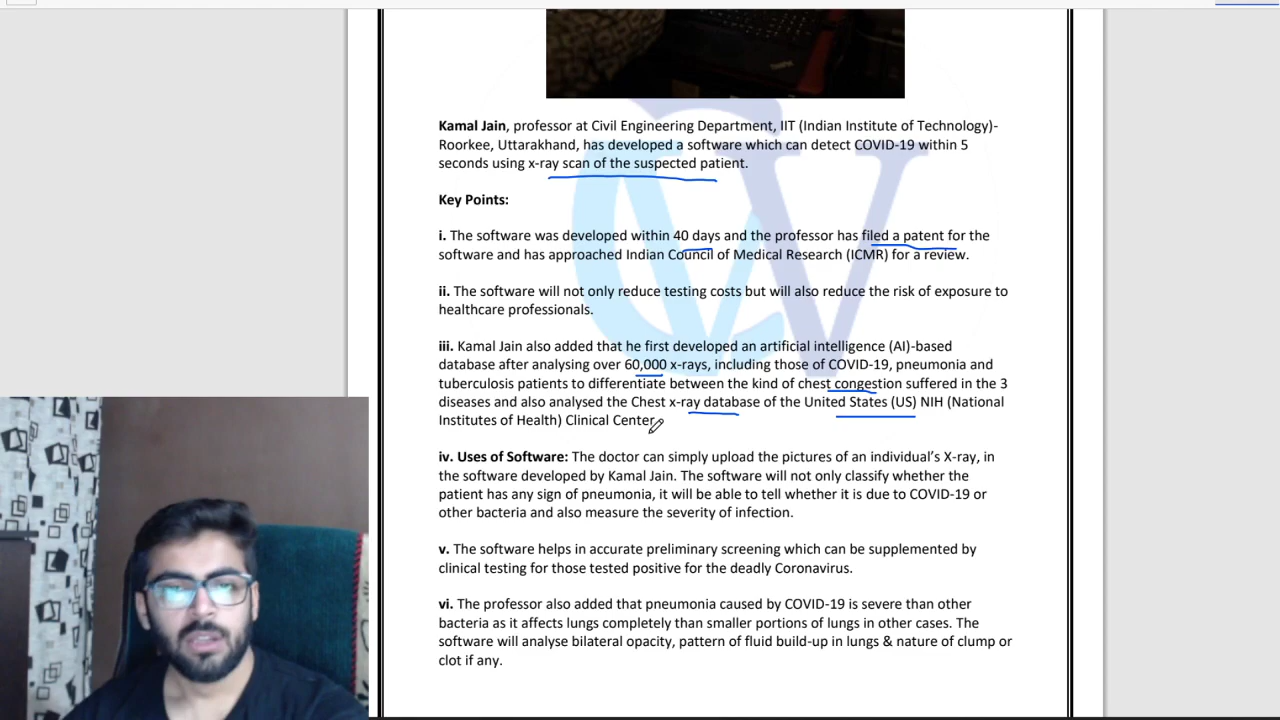 Kamal Jain, professor at Civil Engineering Department, IIT (Indian Institute of Technology)-
Roorkee, Uttarakhand, has developed a software which can detect COVID-19 within 5
seconds using x-ray scan of the suspected patient.
Key Points:
i. The software was developed within 40 days and the professor has filed a patent for the
software and has approached Indian Council of Medical Research (ICMR) for a review.
ii. The software will not only reduce testing costs but will also reduce the risk of exposure to
healthcare professionals.
iii. Kamal Jain also added that he first developed an artificial intelligence (AI)-based
database after analysing over 60,000 x-rays, including those of COVID-19, pneumonia and
tuberculosis patients to differentiate between the kind of chest congestion suffered in the 3
diseases and also analysed the Chest x-ray database of the United States (US) NIH (National
Institutes of Health) Clinical Center.
iv. Uses of Software: The doctor can simply upload the pictures of an individual’s X-ray, in
the software developed by Kamal Jain. The software will not only classify whether the
patient has any sign of pneumonia, it will be able to tell whether it is due to COVID-19 or
other bacteria and also measure the severity of infection.
v. The software helps in accurate preliminary screening which can be supplemented by
clinical testing for those tested positive for the deadly Coronavirus.
vi. The professor also added that pneumonia caused by COVID-19 is severe than other
bacteria as it affects lungs completely than smaller portions of lungs in other cases. The
software will analyse bilateral opacity, pattern of fluid build-up in lungs & nature of clump or
clot if any.